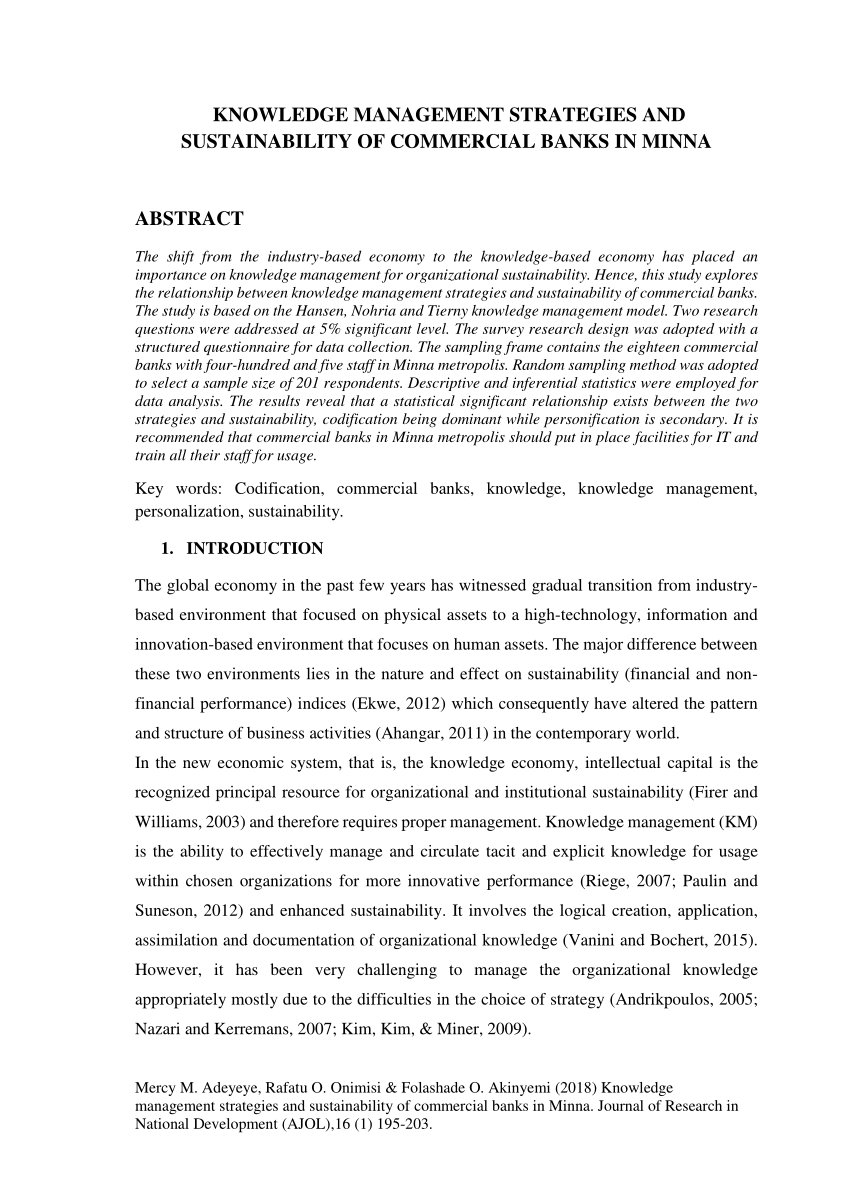 KNOWLEDGE MANAGEMENT STRATEGIES AND
SUSTAINABILITY OF COMMERCIAL BANKS IN MINNA
ABSTRACT
The shift from the industry-based economy to the knowledge-based economy has placed an
importance on knowledge management for organizational sustainability. Hence, this study explores
the relationship between knowledge management strategies and sustainability of commercial banks.
The study is based on the Hansen, Nohria and Tierny knowledge management model. Two research
questions were addressed at 5% significant level. The survey research design was adopted with a
structured questionnaire for data collection. The sampling frame contains the eighteen commercial
banks with four-hundred and five staff in Minna metropolis. Random sampling method was adopted
to select a sample size of 201 respondents. Descriptive and inferential statistics were employed for
data analysis. The results reveal that a statistical significant relationship exists between the two
strategies and sustainability, codification being dominant while personification is secondary. It is
recommended that commercial banks in Minna metropolis should put in place facilities for IT and
train all their staff for usage.
Key words: Codification, commercial banks, knowledge, knowledge management,
personalization, sustainability.
1. INTRODUCTION
The global economy in the past few years has witnessed gradual transition from industry-
based environment that focused on physical assets to a high-technology, information and
innovation-based environment that focuses on human assets. The major difference between
these two environments lies in the nature and effect on sustainability (financial and non-
financial performance) indices (Ekwe, 2012) which consequently have altered the pattern
and structure of business activities (Ahangar, 2011) in the contemporary world.
In the new economic system, that is, the knowledge economy, intellectual capital is the
recognized principal resource for organizational and institutional sustainability (Firer and
Williams, 2003) and therefore requires proper management. Knowledge management (KM)
is the ability to effectively manage and circulate tacit and explicit knowledge for usage
within chosen organizations for more innovative performance (Riege, 2007; Paulin and
Suneson, 2012) and enhanced sustainability. It involves the logical creation, application,
assimilation and documentation of organizational knowledge (Vanini and Bochert, 2015).
However, it has been very challenging to manage the organizational knowledge
appropriately mostly due to the difficulties in the choice of strategy (Andrikpoulos, 2005;
Nazari and Kerremans, 2007; Kim, Kim, & Miner, 2009).
Mercy M. Adeyeye, Rafatu O. Onimisi & Folashade O. Akinyemi (2018) Knowledge
management strategies and sustainability of commercial banks in Minna. Journal of Research in
National Development (AJOL),16 (1) 195-203.